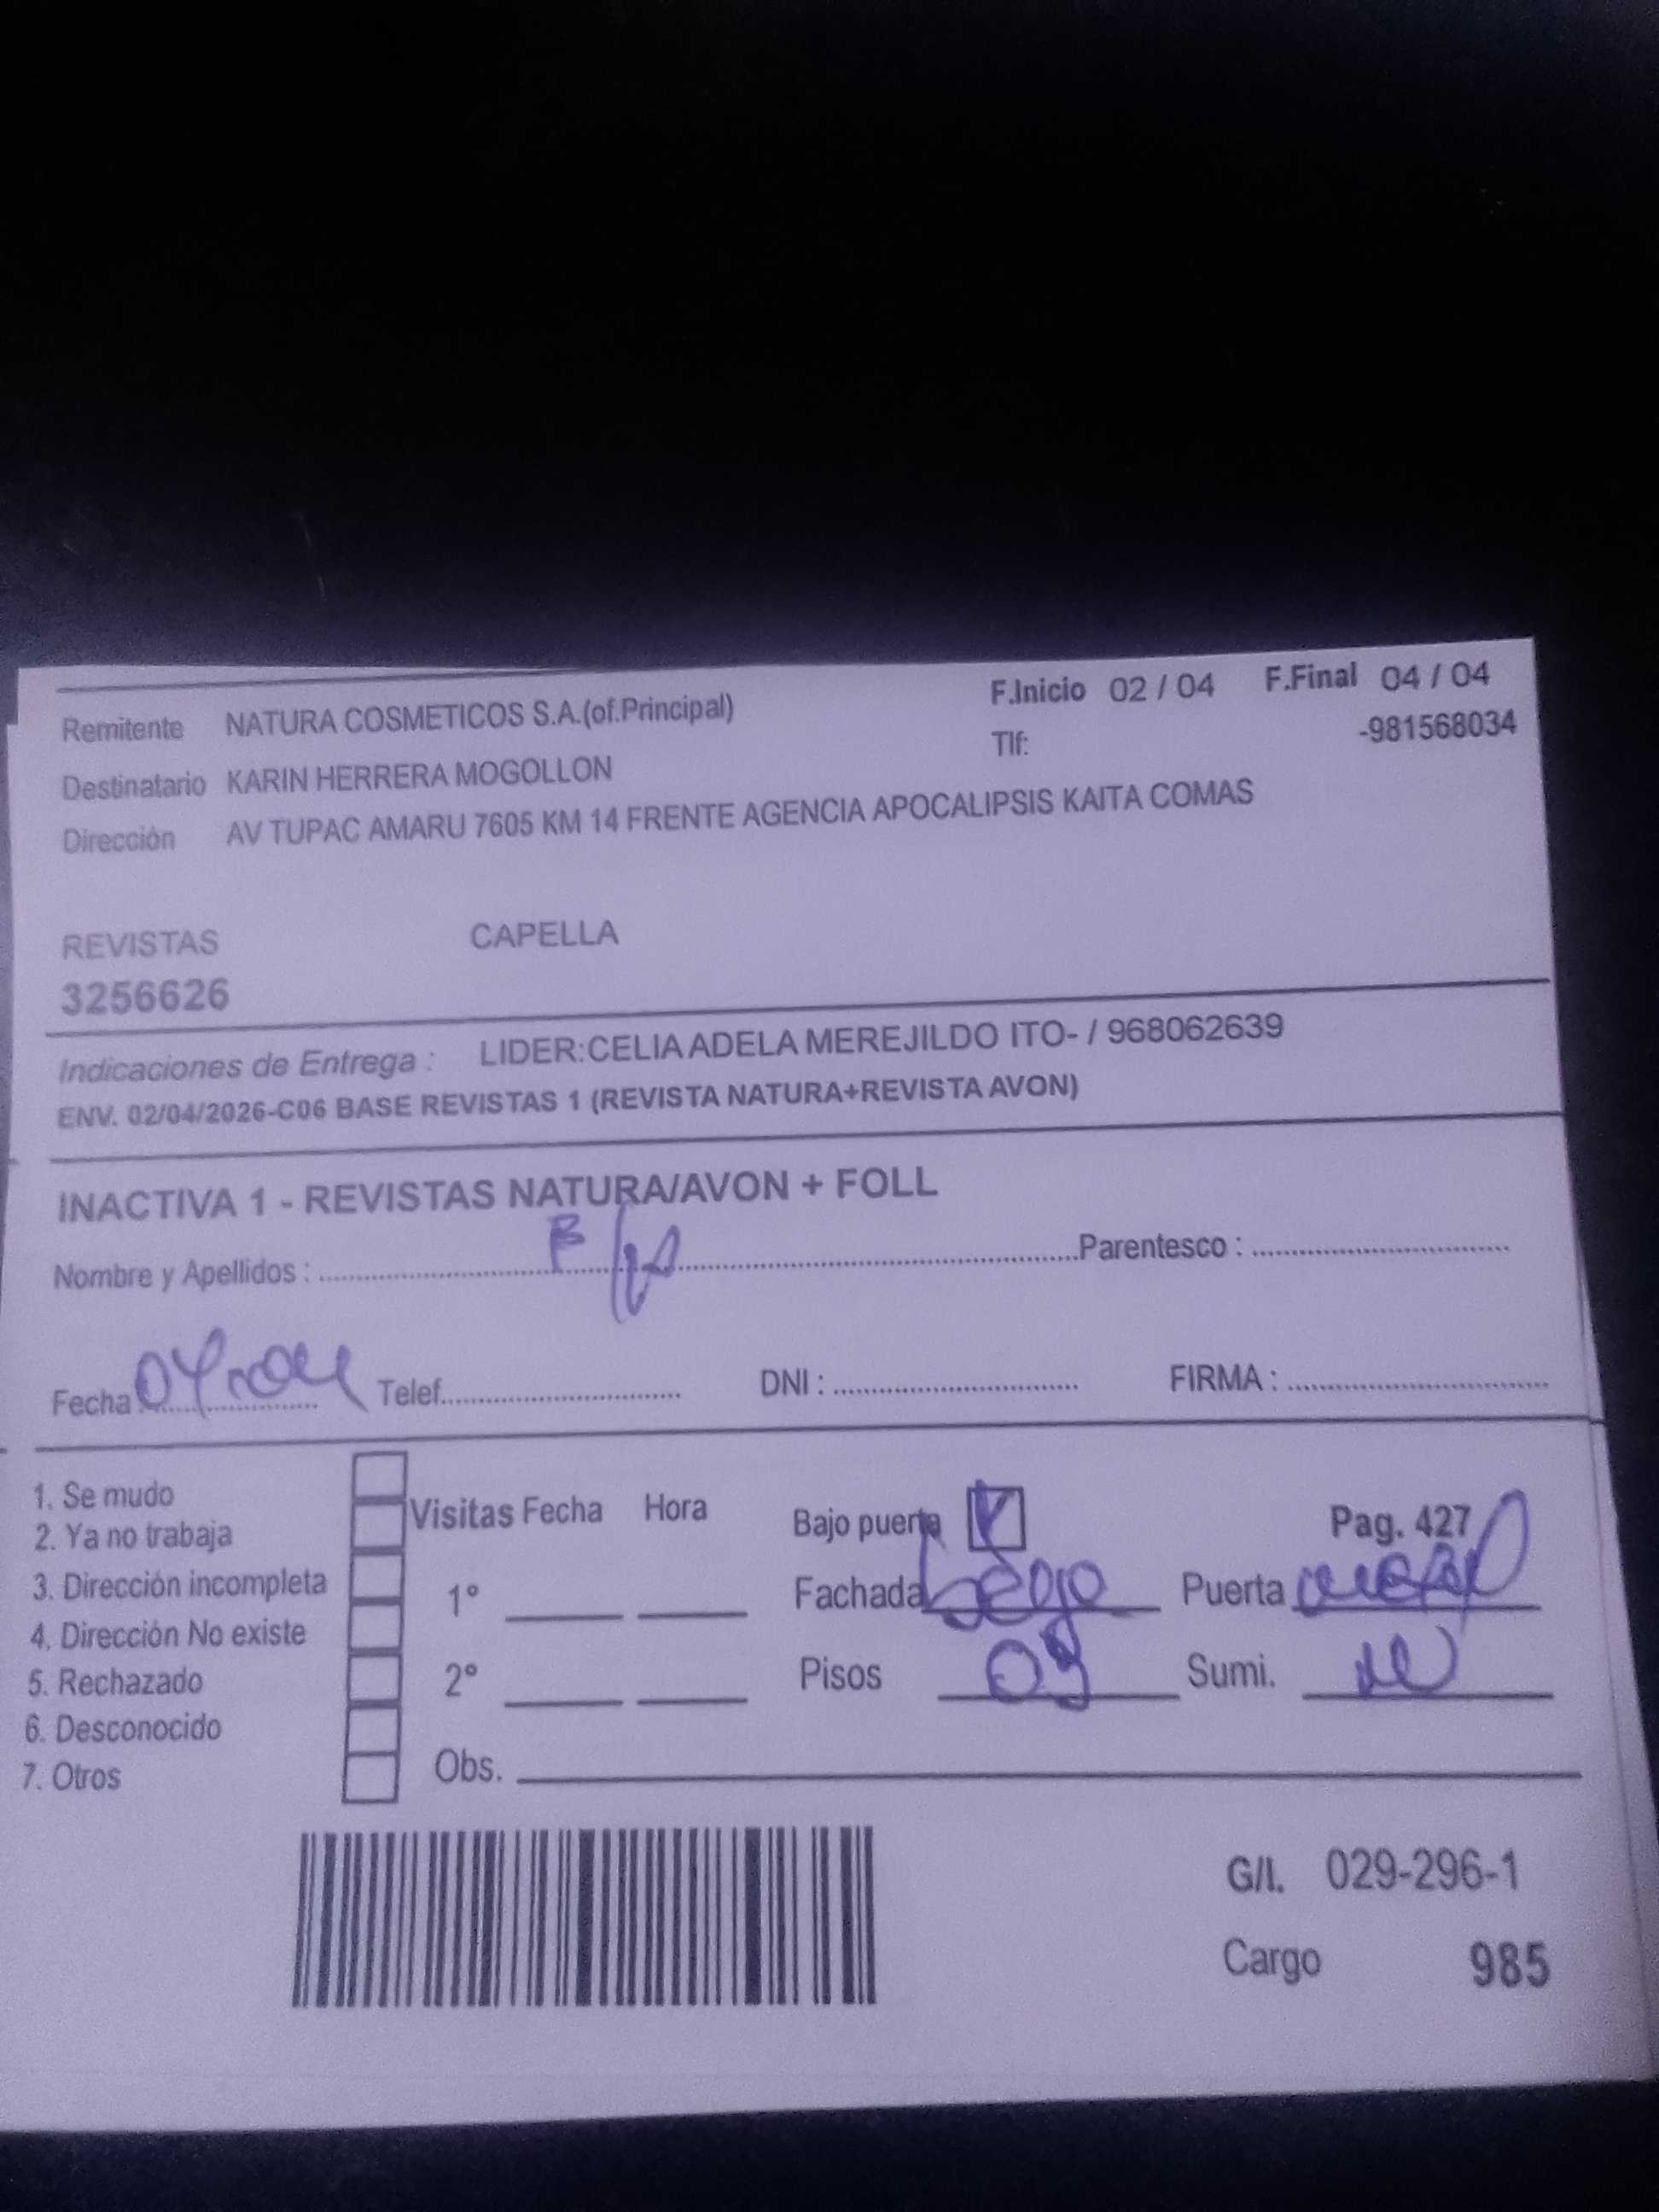 Remitente NATURA COSMETICOS S.A.(of.Principal) F.Inicio 02 / 04 F.Final 04 / 04
Tlf: -981568034
Destinatario KARIN HERRERA MOGOLLON
Dirección AV TUPAC AMARU 7605 KM 14 FRENTE AGENCIA APOCALIPSIS KAITA COMAS
REVISTAS CAPELLA
3256626
Indicaciones de Entrega : LIDER:CELIA ADELA MEREJILDO ITO- / 968062639
ENV. 02/04/2026-C06 BASE REVISTAS 1 (REVISTA NATURA+REVISTA AVON)
INACTIVA 1 - REVISTAS NATURA/AVON + FOLL
Nombre y Apellidos : B/P Parentesco :
Fecha 04-04 Telef. DNI : FIRMA :
1. Se mudo
2. Ya no trabaja
3. Dirección incompleta
4. Dirección No existe
5. Rechazado
6. Desconocido
7. Otros
Visitas Fecha Hora
1°
2°
Obs.
Bajo puerta Pag. 427
Fachada Puerta
Pisos 03 Sumi.
G/I. 029-296-1
Cargo 985